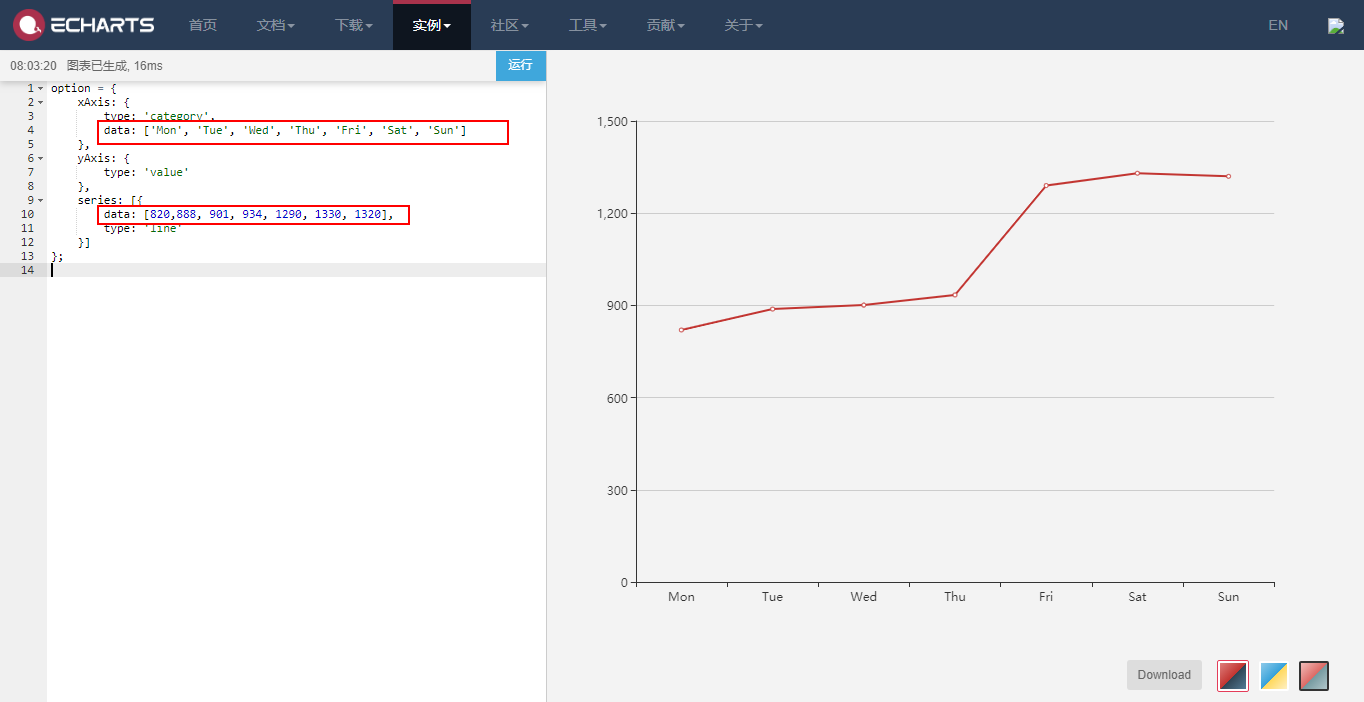 ECHARTS 首页 文档 下载 实例 社区 工具 贡献 关于 EN
08:03:20 图表已生成, 16ms 运行
1 option = {
2 xAxis: {
3 type: 'category',
4 data: ['Mon', 'Tue', 'Wed', 'Thu', 'Fri', 'Sat', 'Sun']
5 },
6 yAxis: {
7 type: 'value'
8 },
9 series: [{
10 data: [820,888, 901, 934, 1290, 1330, 1320],
11 type: 'line'
12 }]
13 };
14
1,500
1,200
900
600
300
0
Mon Tue Wed Thu Fri Sat Sun
Download